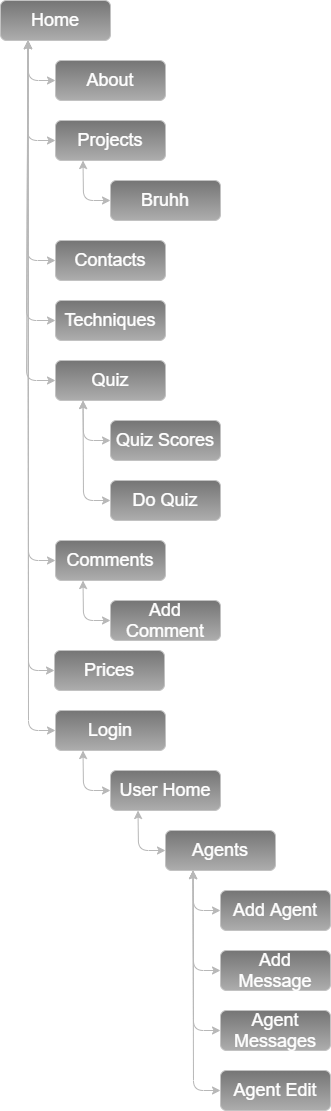 Home
About
Projects
Bruhh
Contacts
Techniques
Quiz
Quiz Scores
Do Quiz
Comments
Add
Comment
Prices
Login
User Home
Agents
Add Agent
Add
Message
Agent
Messages
Agent Edit